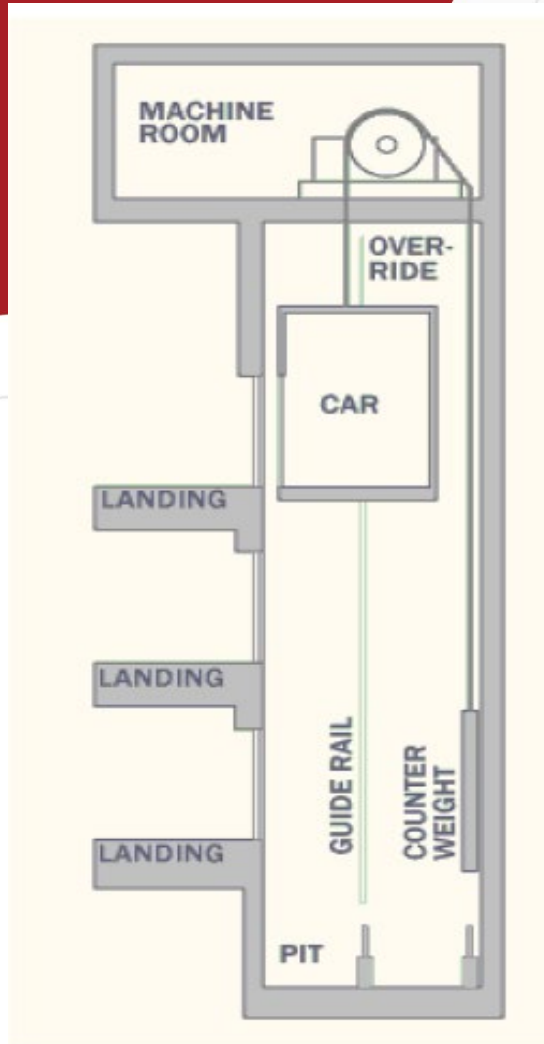 MACHINE
ROOM
OVER-
RIDE
CAR
LANDING
LANDING
GUIDE RAIL
COUNTER
WEIGHT
LANDING
PIT